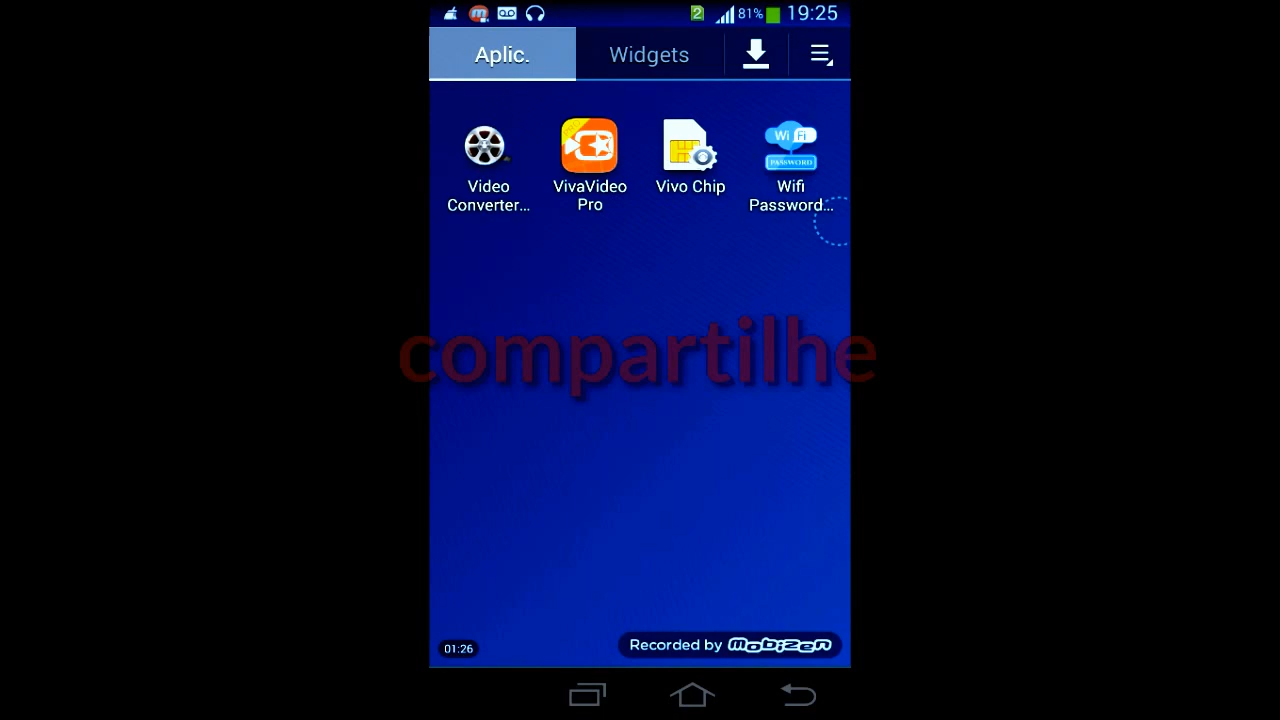 2 81% 19:25
Aplic. Widgets
Video Converter...
VivaVideo Pro
Vivo Chip
Wi Fi
PASSWORD
Wifi Password...
compartilhe
01:26
Recorded by Mobizen